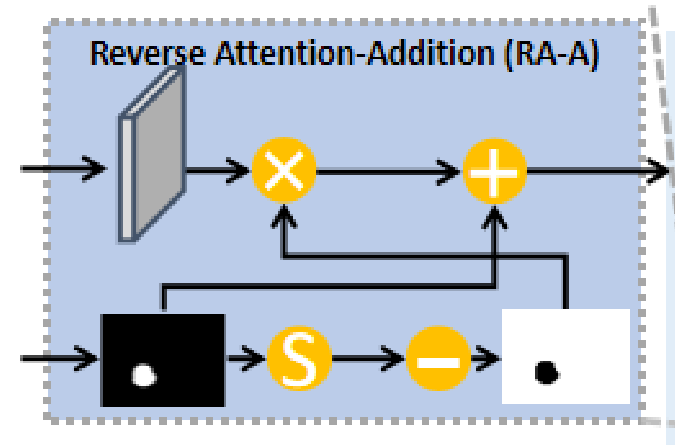 Reverse Attention-Addition (RA-A)
×
+
S
−